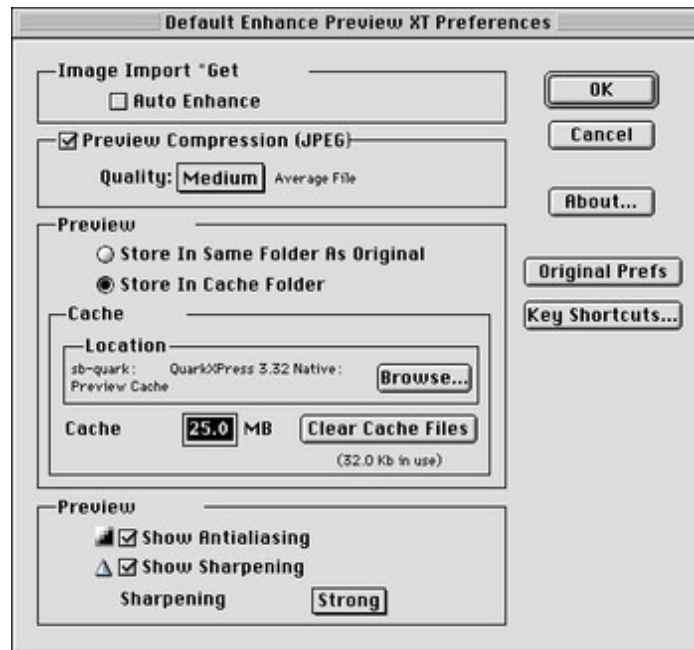 Default Enhance Preview XT Preferences
Image Import "Get
Auto Enhance
OK
Cancel
Preview Compression (JPEG)
Quality: Medium Average File
About...
Preview
Store In Same Folder As Original
Store In Cache Folder
Original Prefs
Key Shortcuts...
Cache
Location
sb-quark: QuarkXPress 3.32 Native:
Preview Cache
Browse...
Cache 25.0 MB Clear Cache Files
(32.0 Kb in use)
Preview
Show Antialiasing
Show Sharpening
Sharpening Strong